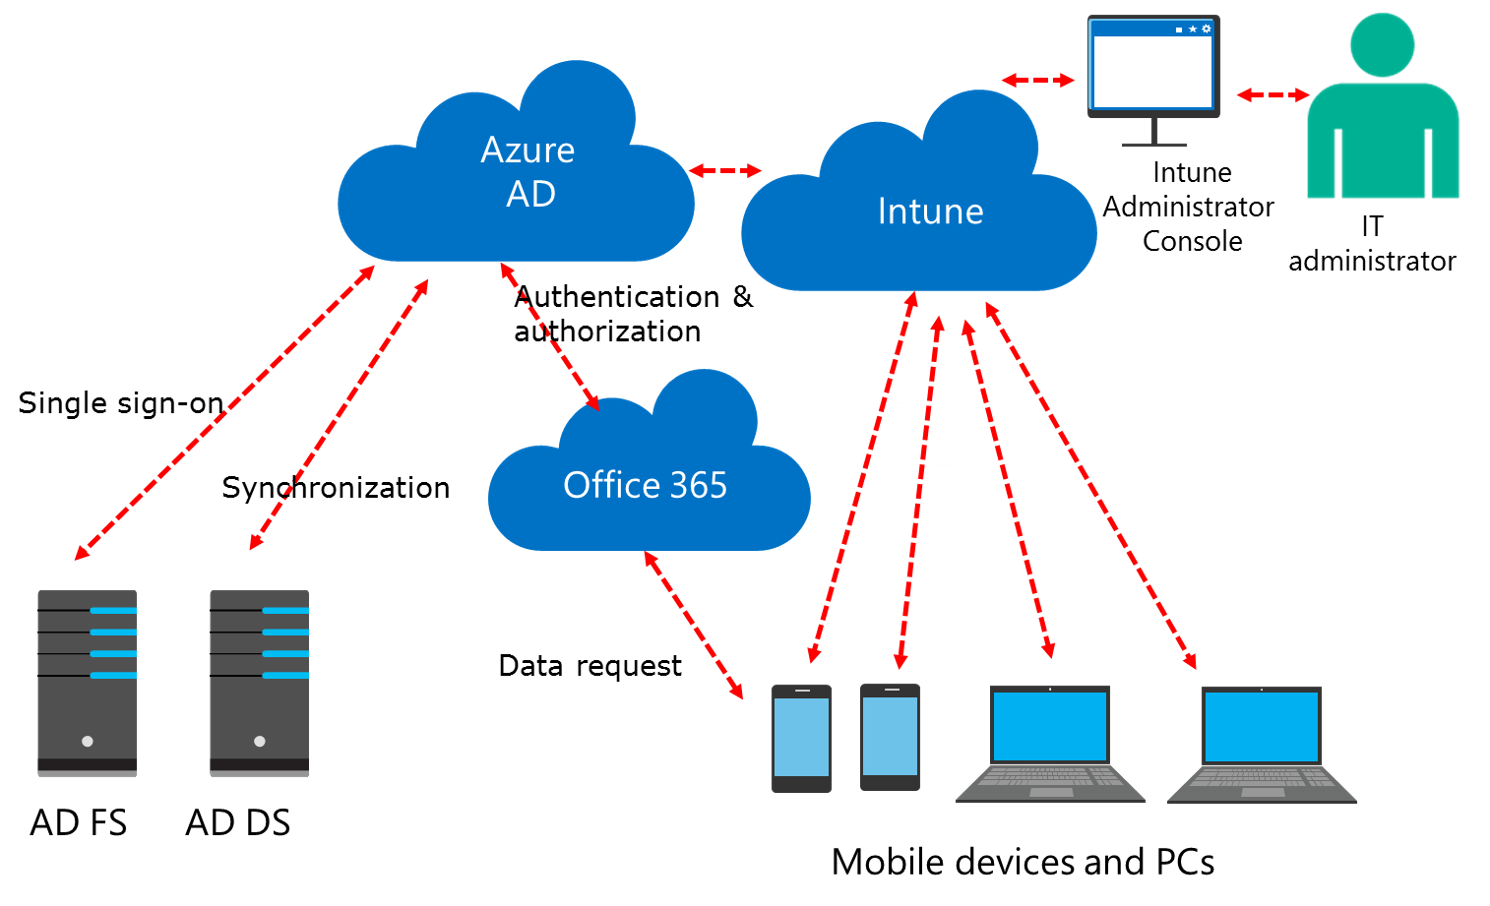 Azure
AD
Intune
Intune
Administrator
Console
IT
administrator
Authentication &
authorization
Single sign-on
Synchronization
Office 365
Data request
AD FS
AD DS
Mobile devices and PCs